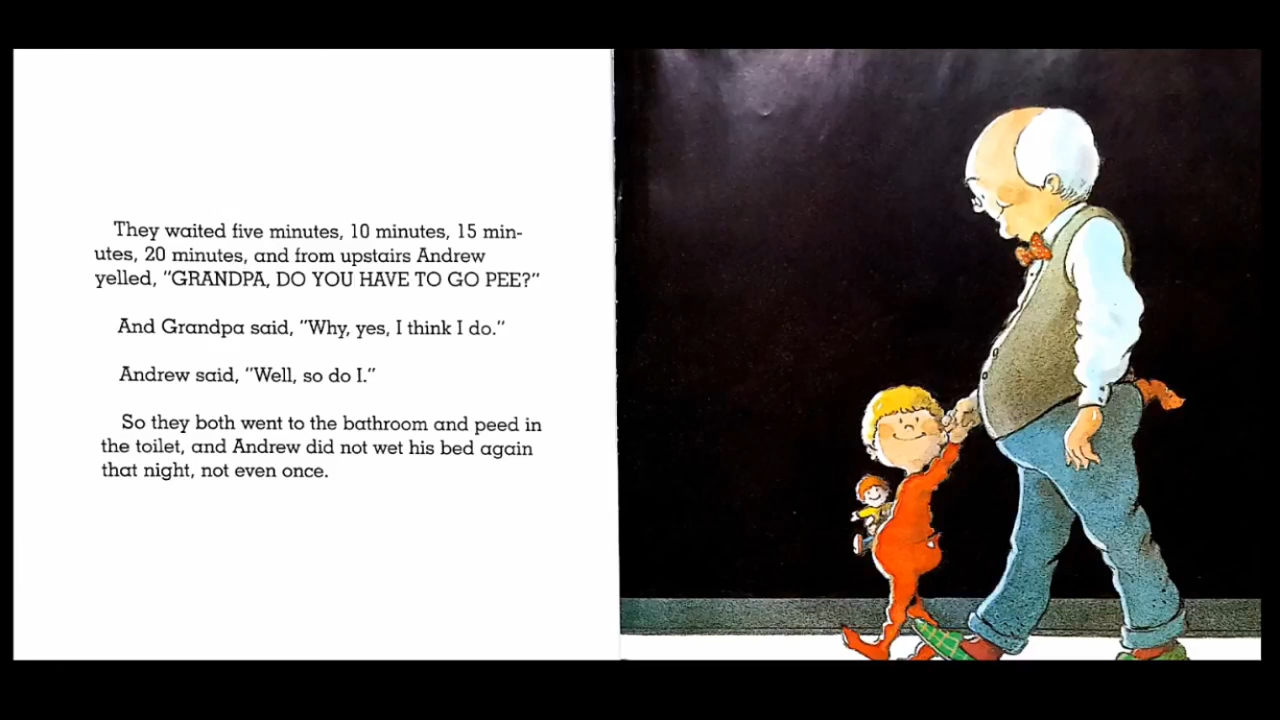 They waited five minutes, 10 minutes, 15 min-
utes, 20 minutes, and from upstairs Andrew
yelled, "GRANDPA, DO YOU HAVE TO GO PEE?"
And Grandpa said, "Why, yes, I think I do."
Andrew said, "Well, so do I."
So they both went to the bathroom and peed in
the toilet, and Andrew did not wet his bed again
that night, not even once.